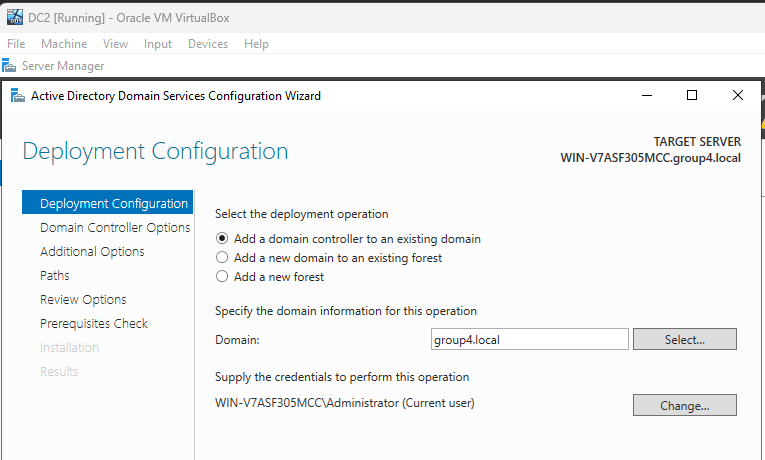 DC2 [Running] - Oracle VM VirtualBox
File Machine View Input Devices Help
Server Manager
Active Directory Domain Services Configuration Wizard
Deployment Configuration
TARGET SERVER
WIN-V7ASF305MCC.group4.local
Deployment Configuration
Domain Controller Options
Additional Options
Paths
Review Options
Prerequisites Check
Installation
Results
Select the deployment operation
Add a domain controller to an existing domain
Add a new domain to an existing forest
Add a new forest
Specify the domain information for this operation
Domain: group4.local Select...
Supply the credentials to perform this operation
WIN-V7ASF305MCC\Administrator (Current user) Change...